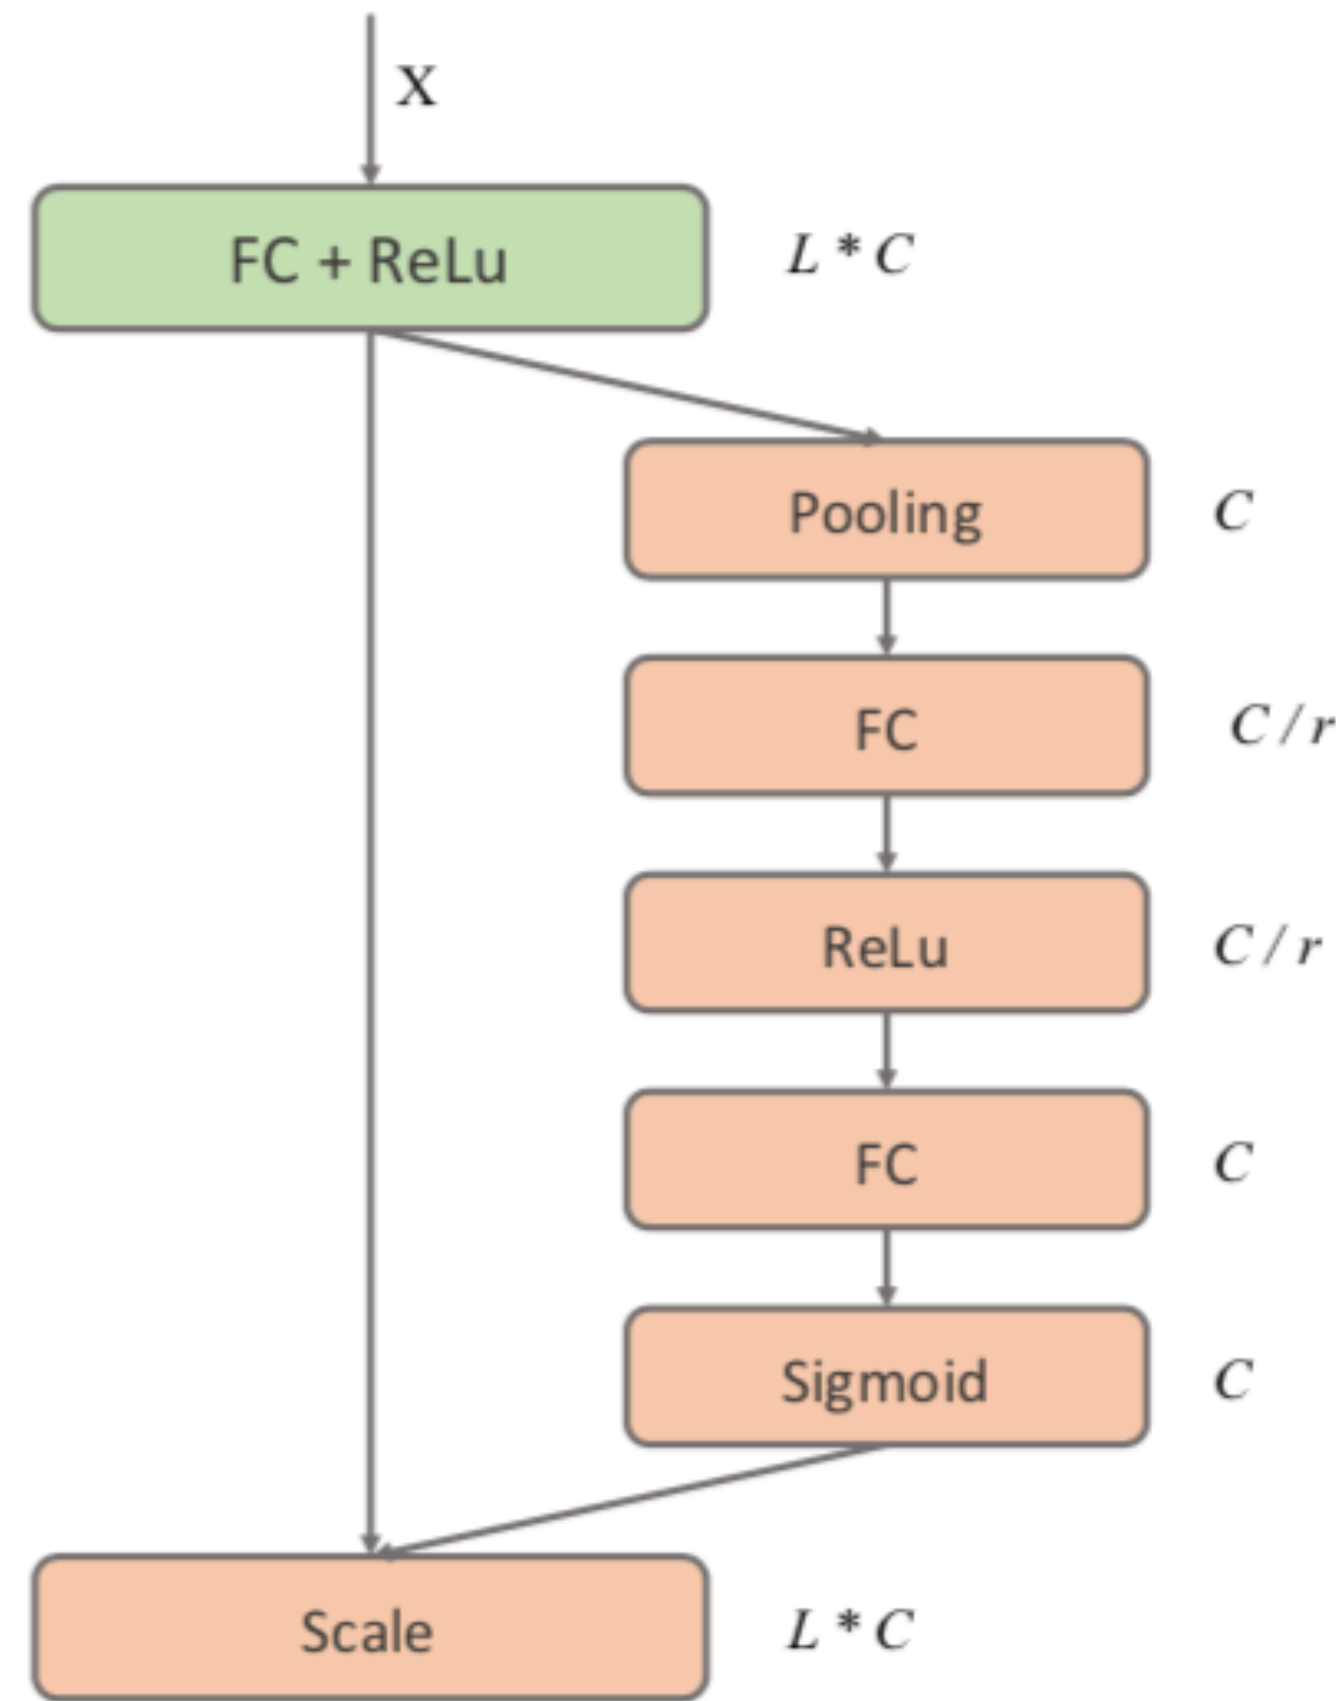 X
FC + ReLu
L * C
Pooling
C
FC
C / r
ReLu
C / r
FC
C
Sigmoid
C
Scale
L * C